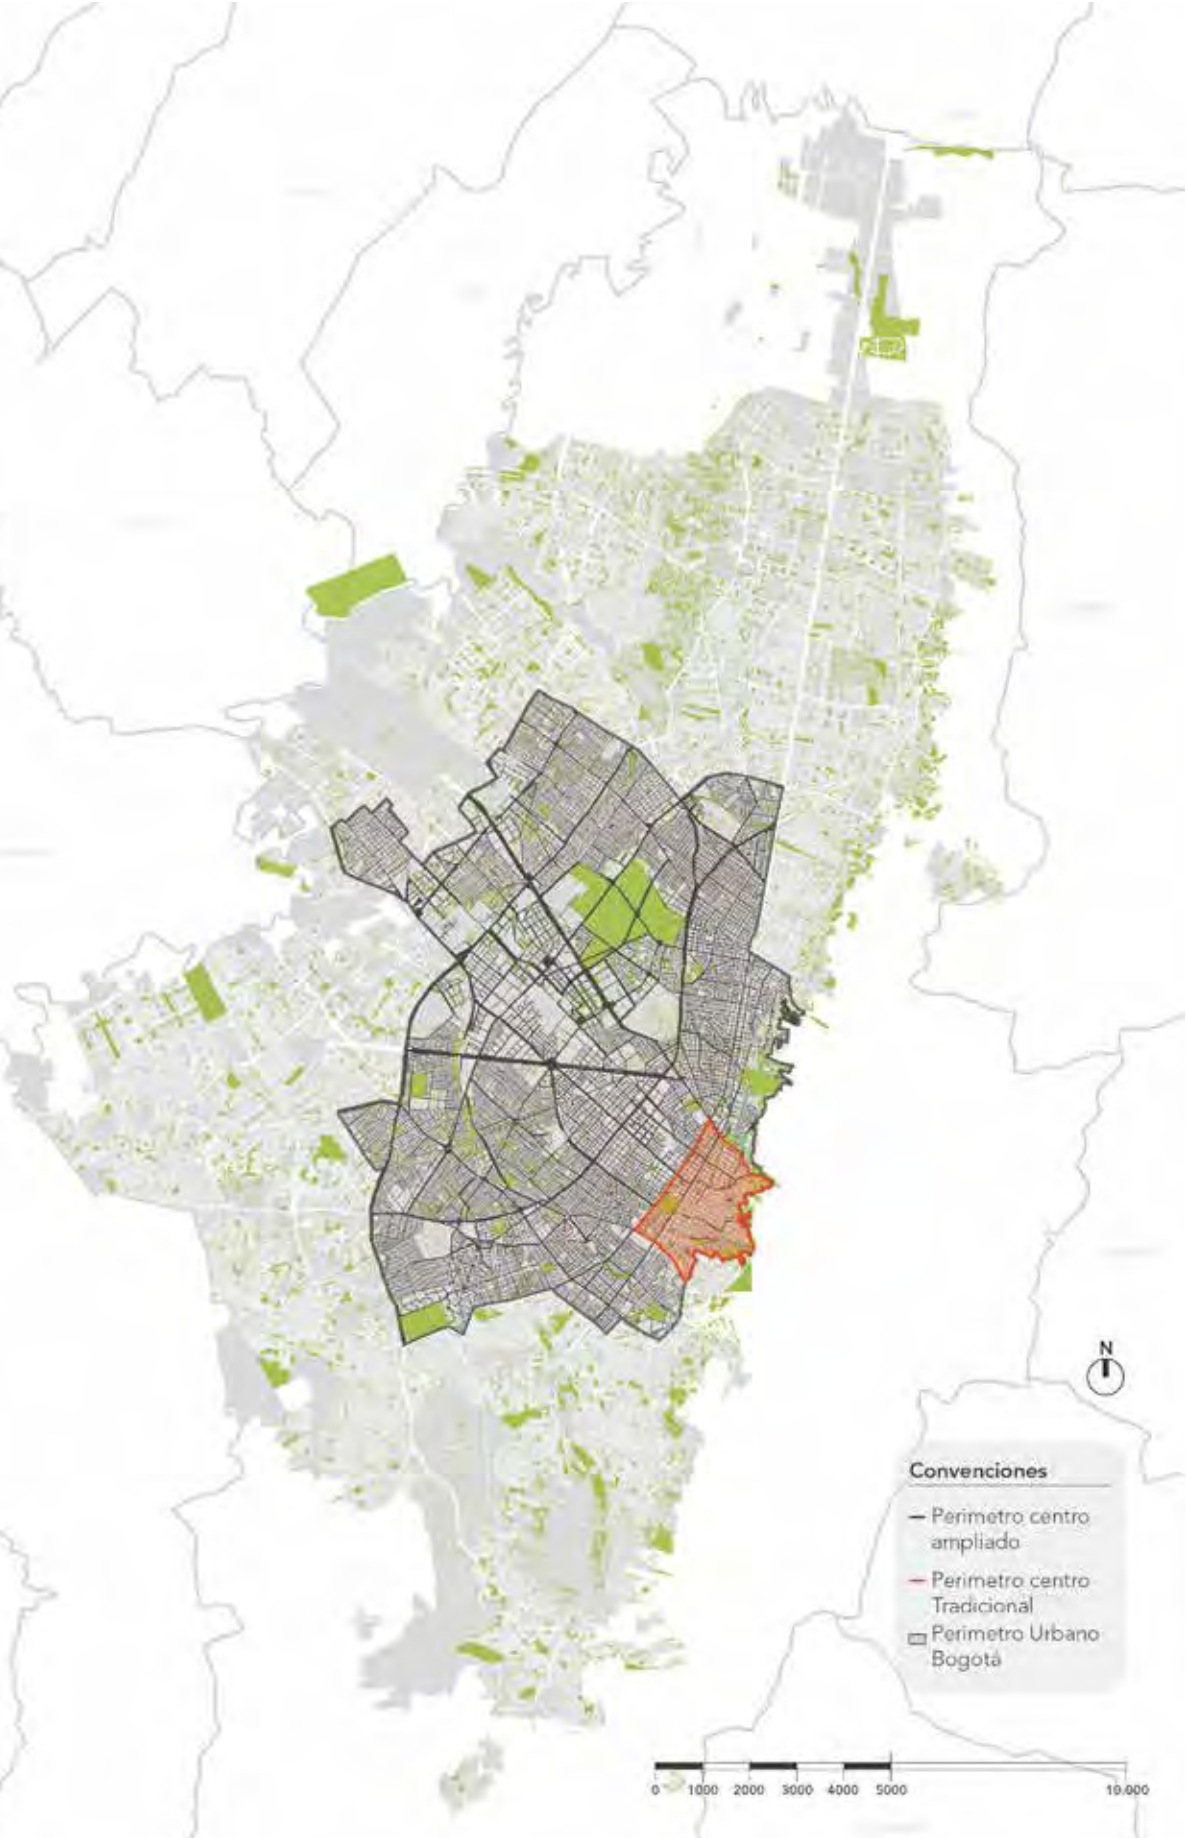 N
Convenciones
Perimetro centro
ampliado
Perimetro centro
Tradicional
Perimetro Urbano
Bogotá
0 1000 2000 3000 4000 5000 10.000